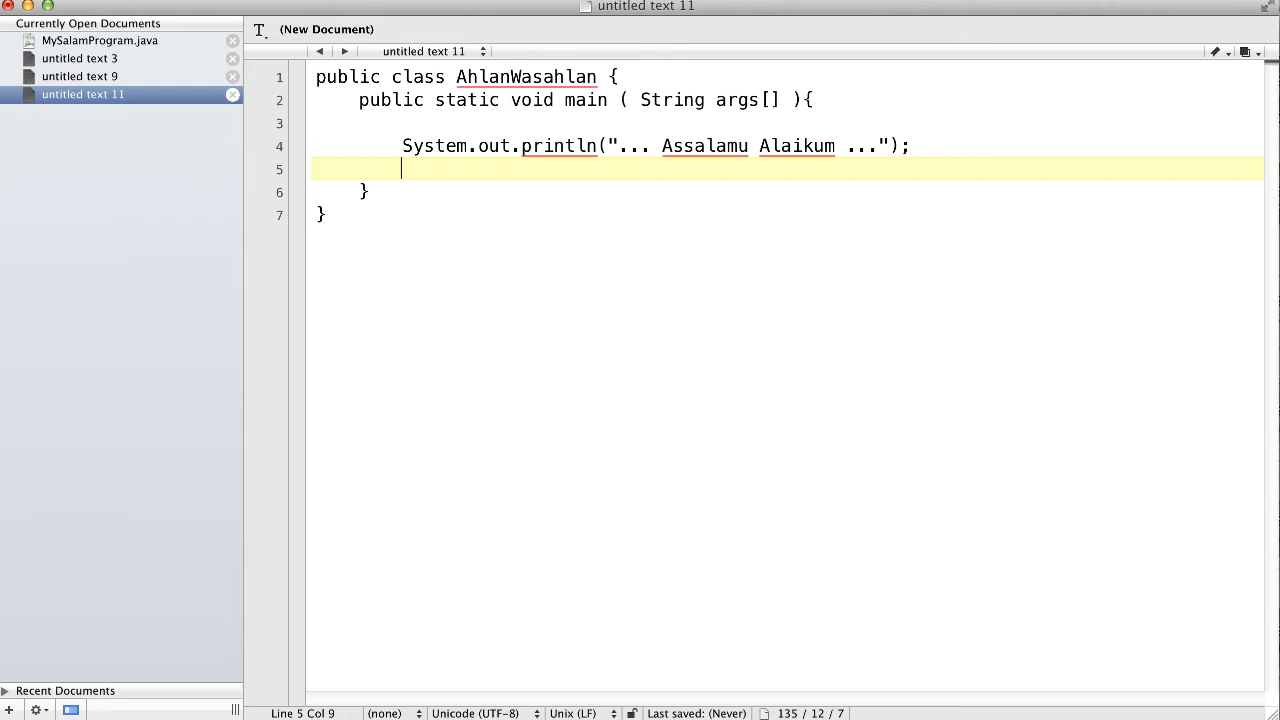 untitled text 11
Currently Open Documents
MySalamProgram.java
untitled text 3
untitled text 9
untitled text 11
(New Document)
untitled text 11
1 public class AhlanWasahlan {
2     public static void main ( String args[] ){
3
4         System.out.println("... Assalamu Alaikum ...");
5
6     }
7 }
Recent Documents
Line 5 Col 9 (none) Unicode (UTF-8) Unix (LF) Last saved: (Never) 135 / 12 / 7